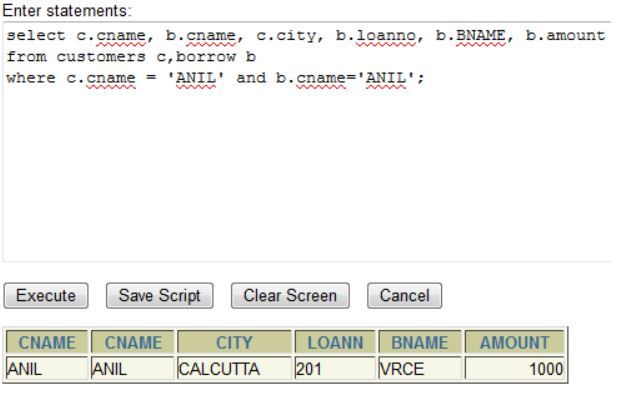 Enter statements:
select c.cname, b.cname, c.city, b.loanno, b.BNAME, b.amount
from customers c,borrow b
where c.cname = 'ANIL' and b.cname='ANIL';
Execute Save Script Clear Screen Cancel
CNAME CNAME CITY LOANN BNAME AMOUNT
ANIL ANIL CALCUTTA 201 VRCE 1000